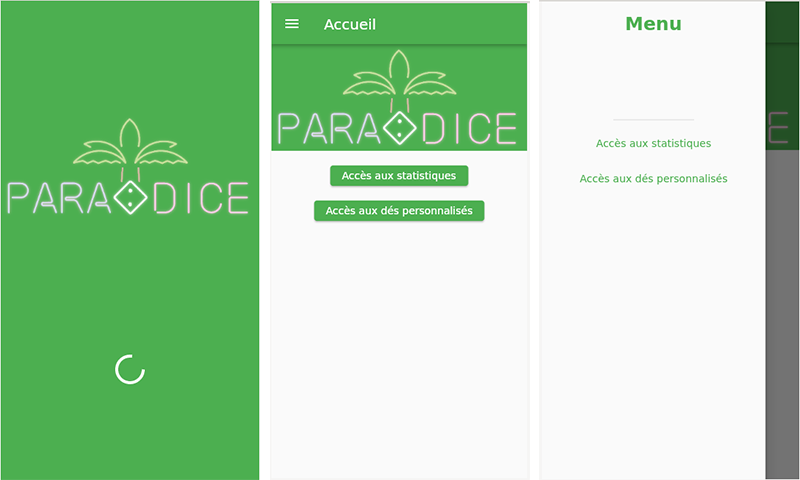 PARADICE
Accueil
PARADICE
Accès aux statistiques
Accès aux dés personnalisés
Menu
E
Accès aux statistiques
Accès aux dés personnalisés